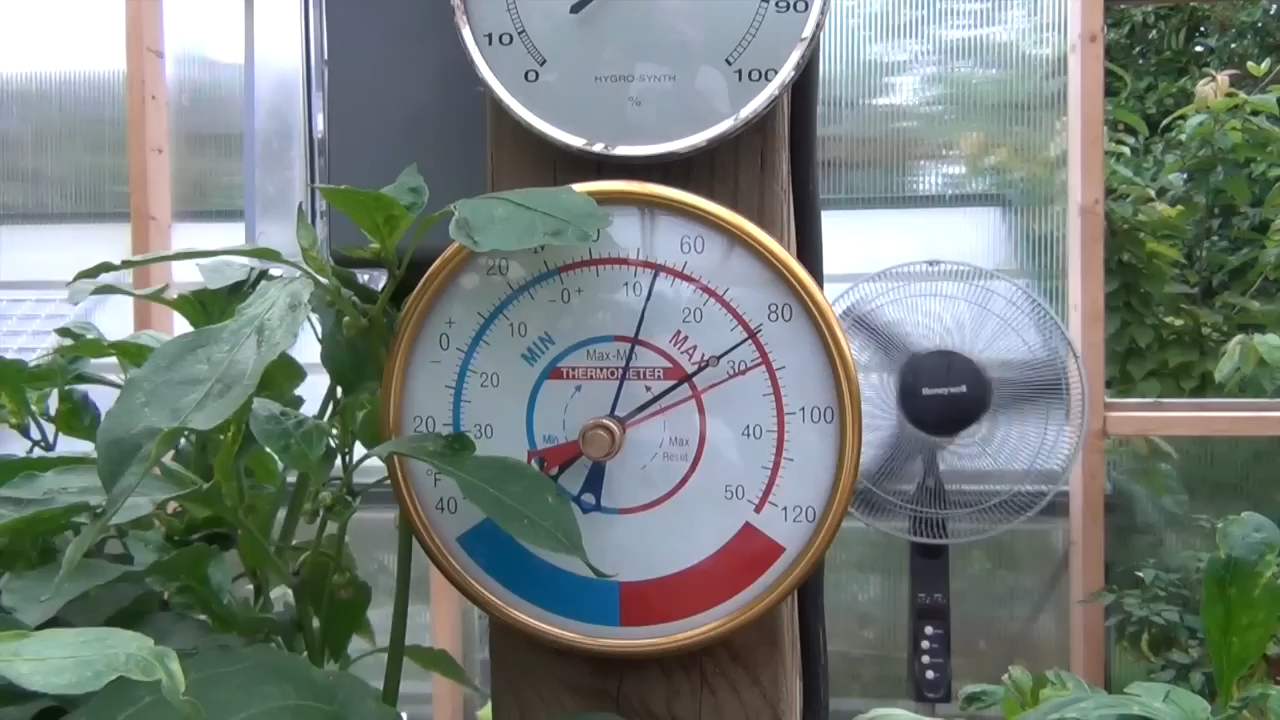 90
10
0
100
HYGRO-SYNTH
%
60
20
10
- 0 +
20
80
10
MIN
MAX
+
0
-
Max-Min
30
THERMOMETER
20
100
20
30
40
Min
Max
Reset
°F
50
40
120
Honeywell